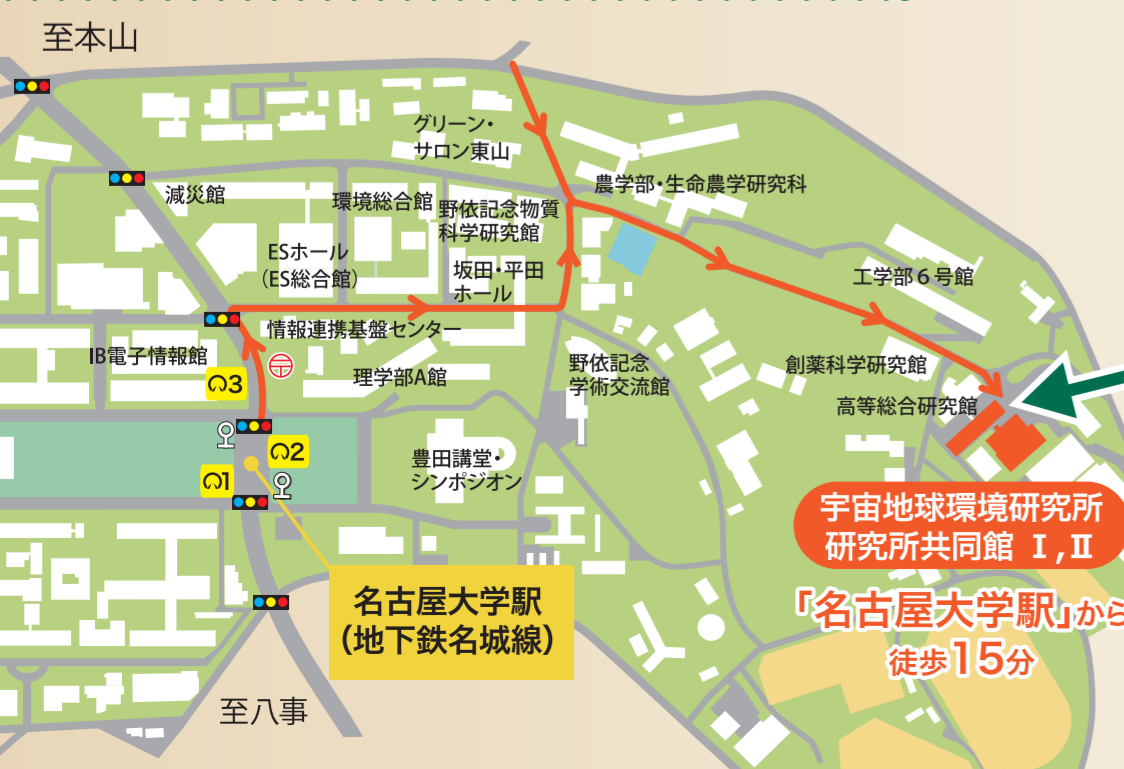 至本山
グリーン・
サロン東山
農学部・生命農学研究科
減災館
環境総合館
野依記念物質
科学研究館
ESホール
（ES総合館）
坂田・平田
ホール
工学部６号館
情報連携基盤センター
IB電子情報館
3
理学部A館
野依記念
学術交流館
創薬科学研究館
高等総合研究館
2
1
豊田講堂・
シンポジオン
宇宙地球環境研究所
研究所共同館 Ⅰ,Ⅱ
名古屋大学駅
（地下鉄名城線）
「名古屋大学駅」から
徒歩15分
至八事